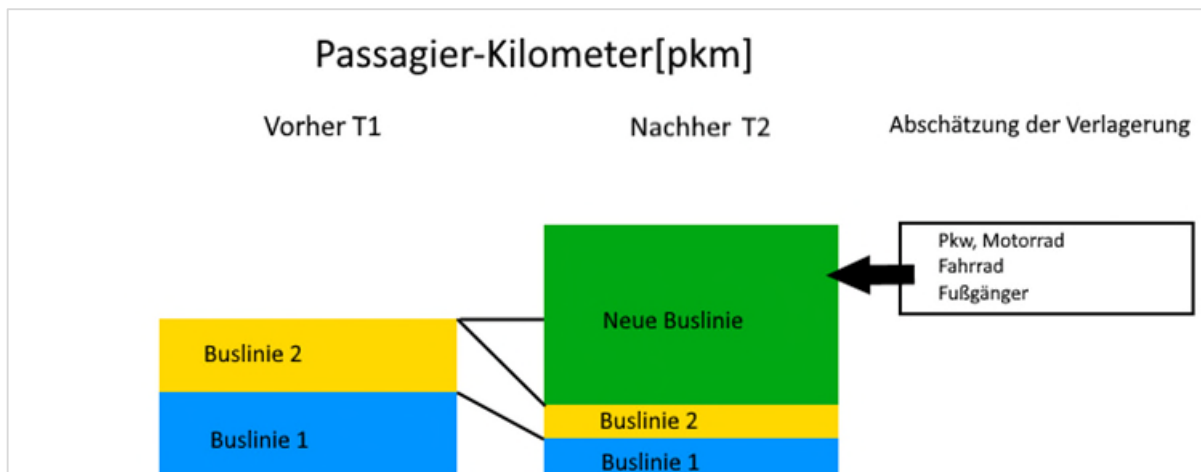 Passagier-Kilometer[pkm]
Vorher T1
Nachher T2
Abschätzung der Verlagerung
Pkw, Motorrad
Fahrrad
Fußgänger
Neue Buslinie
Buslinie 2
Buslinie 1
Buslinie 2
Buslinie 1